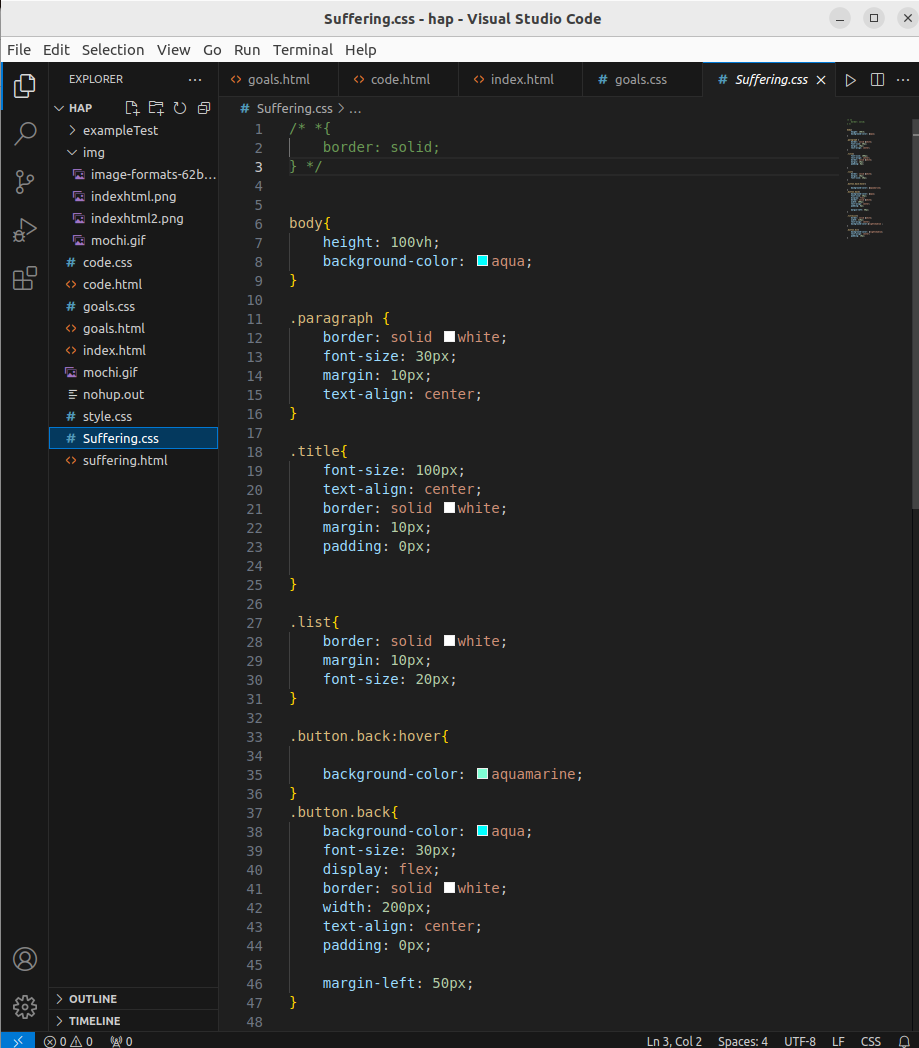 Suffering.css - hap - Visual Studio Code
File Edit Selection View Go Run Terminal Help
EXPLORER
goals.html
code.html
index.html
goals.css
Suffering.css
HAP
exampleTest
img
image-formats-62b...
indexhtml.png
indexhtml2.png
mochi.gif
code.css
code.html
goals.css
goals.html
index.html
mochi.gif
nohup.out
style.css
Suffering.css
suffering.html
OUTLINE
TIMELINE
# Suffering.css > ...
1 /* *{
2     border: solid;
3 } */
4
5
6 body{
7     height: 100vh;
8     background-color: aqua;
9 }
10
11 .paragraph {
12     border: solid white;
13     font-size: 30px;
14     margin: 10px;
15     text-align: center;
16 }
17
18 .title{
19     font-size: 100px;
20     text-align: center;
21     border: solid white;
22     margin: 10px;
23     padding: 0px;
24
25 }
26
27 .list{
28     border: solid white;
29     margin: 10px;
30     font-size: 20px;
31 }
32
33 .button.back:hover{
34
35     background-color: aquamarine;
36 }
37 .button.back{
38     background-color: aqua;
39     font-size: 30px;
40     display: flex;
41     border: solid white;
42     width: 200px;
43     text-align: center;
44     padding: 0px;
45
46     margin-left: 50px;
47 }
48
0 0 0 Ln 3, Col 2 Spaces: 4 UTF-8 LF CSS